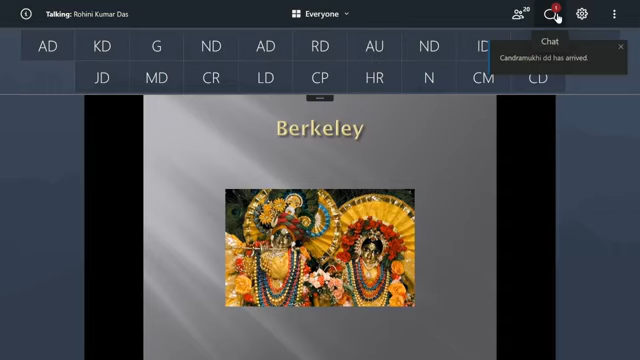 Talking: Rohini Kumar Das
Everyone
20
1
AD KD G ND AD RD AU ND ID
Chat
Candramukhi dd has arrived.
JD MD CR LD CP HR N CM CD
Berkeley